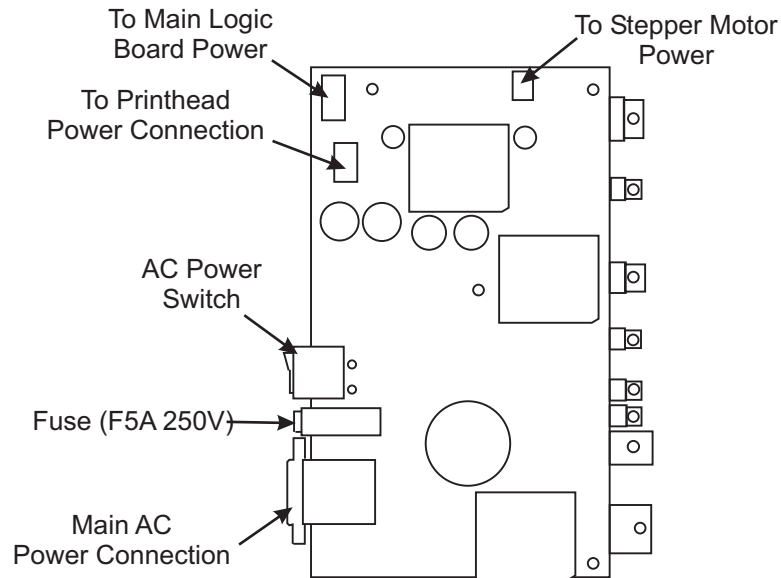 To Main Logic
Board Power
To Stepper Motor
Power
To Printhead
Power Connection
AC Power
Switch
Fuse (F5A 250V)
Main AC
Power Connection